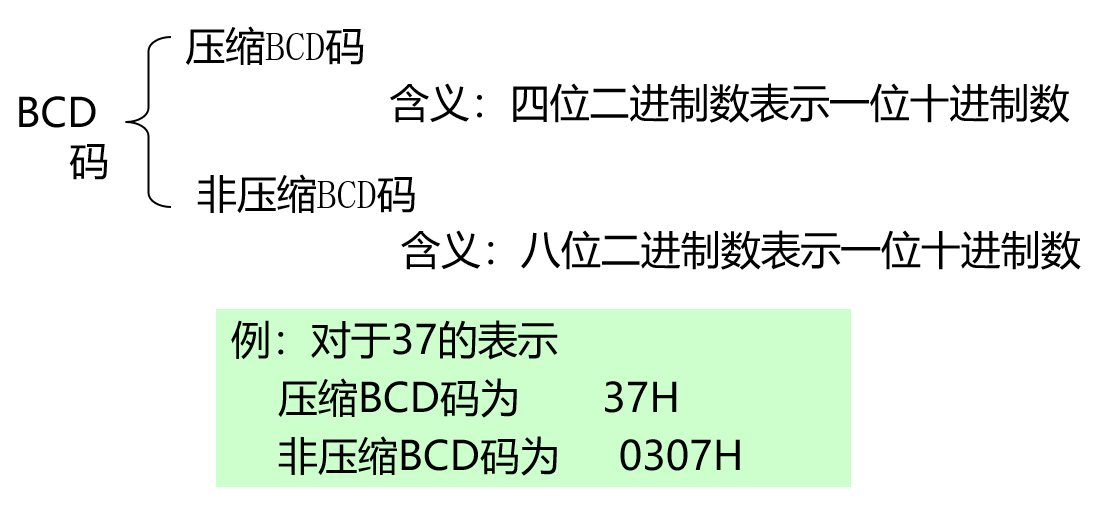 压缩BCD码
含义：四位二进制数表示一位十进制数
BCD
码
非压缩BCD码
含义：八位二进制数表示一位十进制数
例：对于37的表示
压缩BCD码为 37H
非压缩BCD码为 0307H